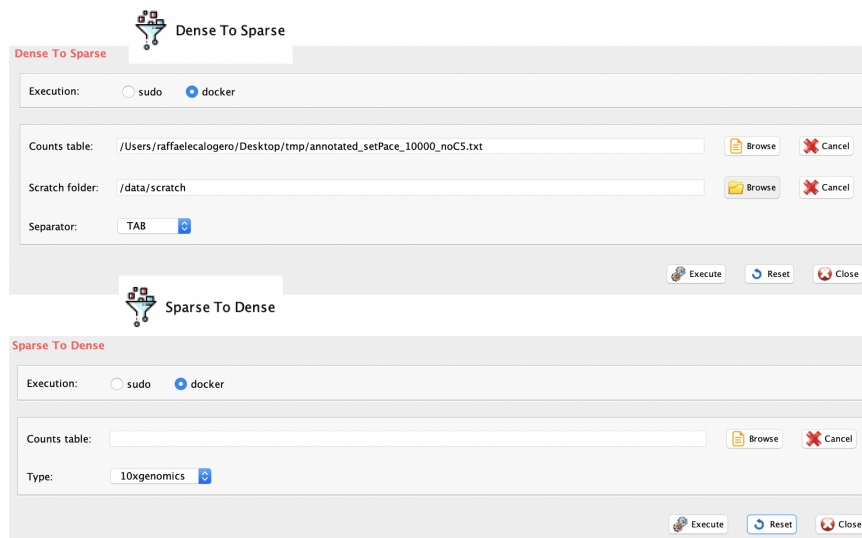 Dense To Sparse
Dense To Sparse
Execution: sudo docker
Counts table: /Users/raffaelecalogero/Desktop/tmp/annotated_setPace_10000_noC5.txt Browse Cancel
Scratch folder: /data/scratch Browse Cancel
Separator: TAB
Execute Reset Close
Sparse To Dense
Sparse To Dense
Execution: sudo docker
Counts table: Browse Cancel
Type: 10xgenomics
Execute Reset Close